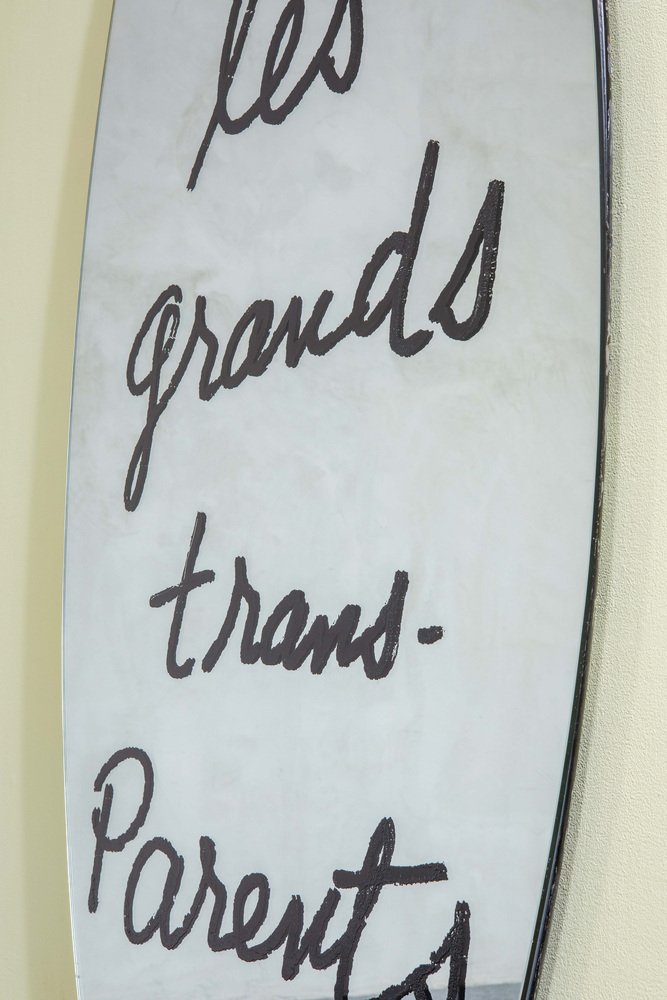 les
grands
trans-
Parents